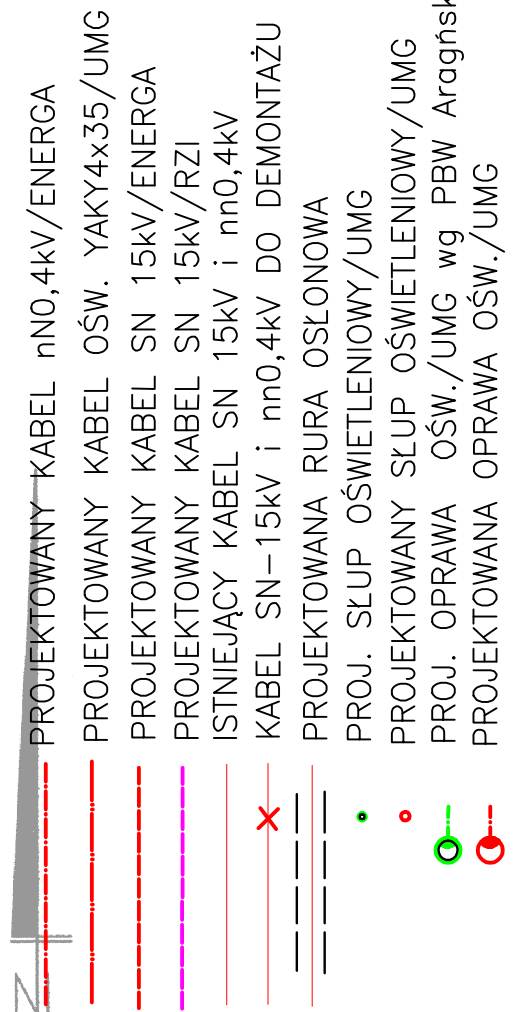 PROJEKTOWANY KABEL nN0,4kV/ENERGA
PROJEKTOWANY KABEL OŚW. YAKY4x35/UMG
PROJEKTOWANY KABEL SN 15kV/ENERGA
PROJEKTOWANY KABEL SN 15kV/RZI
ISTNIEJĄCY KABEL SN 15kV i nn0,4kV
KABEL SN-15kV i nn0,4kV DO DEMONTAŻU
PROJEKTOWANA RURA OSŁONOWA
PROJ. SŁUP OŚWIETLENIOWY/UMG
PROJEKTOWANY SŁUP OŚWIETLENIOWY/UMG
PROJ. OPRAWA OŚW./UMG wg PBW Aragńsk
PROJEKTOWANA OPRAWA OŚW./UMG
N